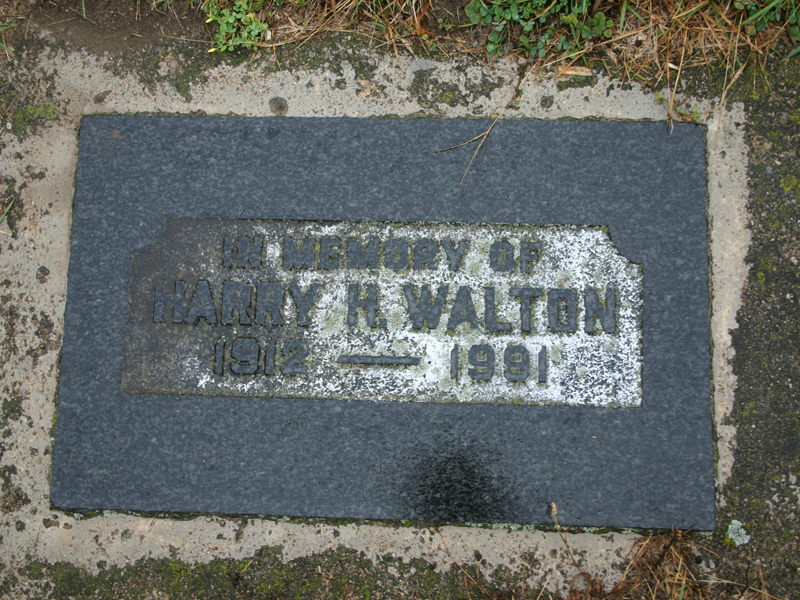 IN MEMORY OF
HARRY H. WALTON
1912 — 1991